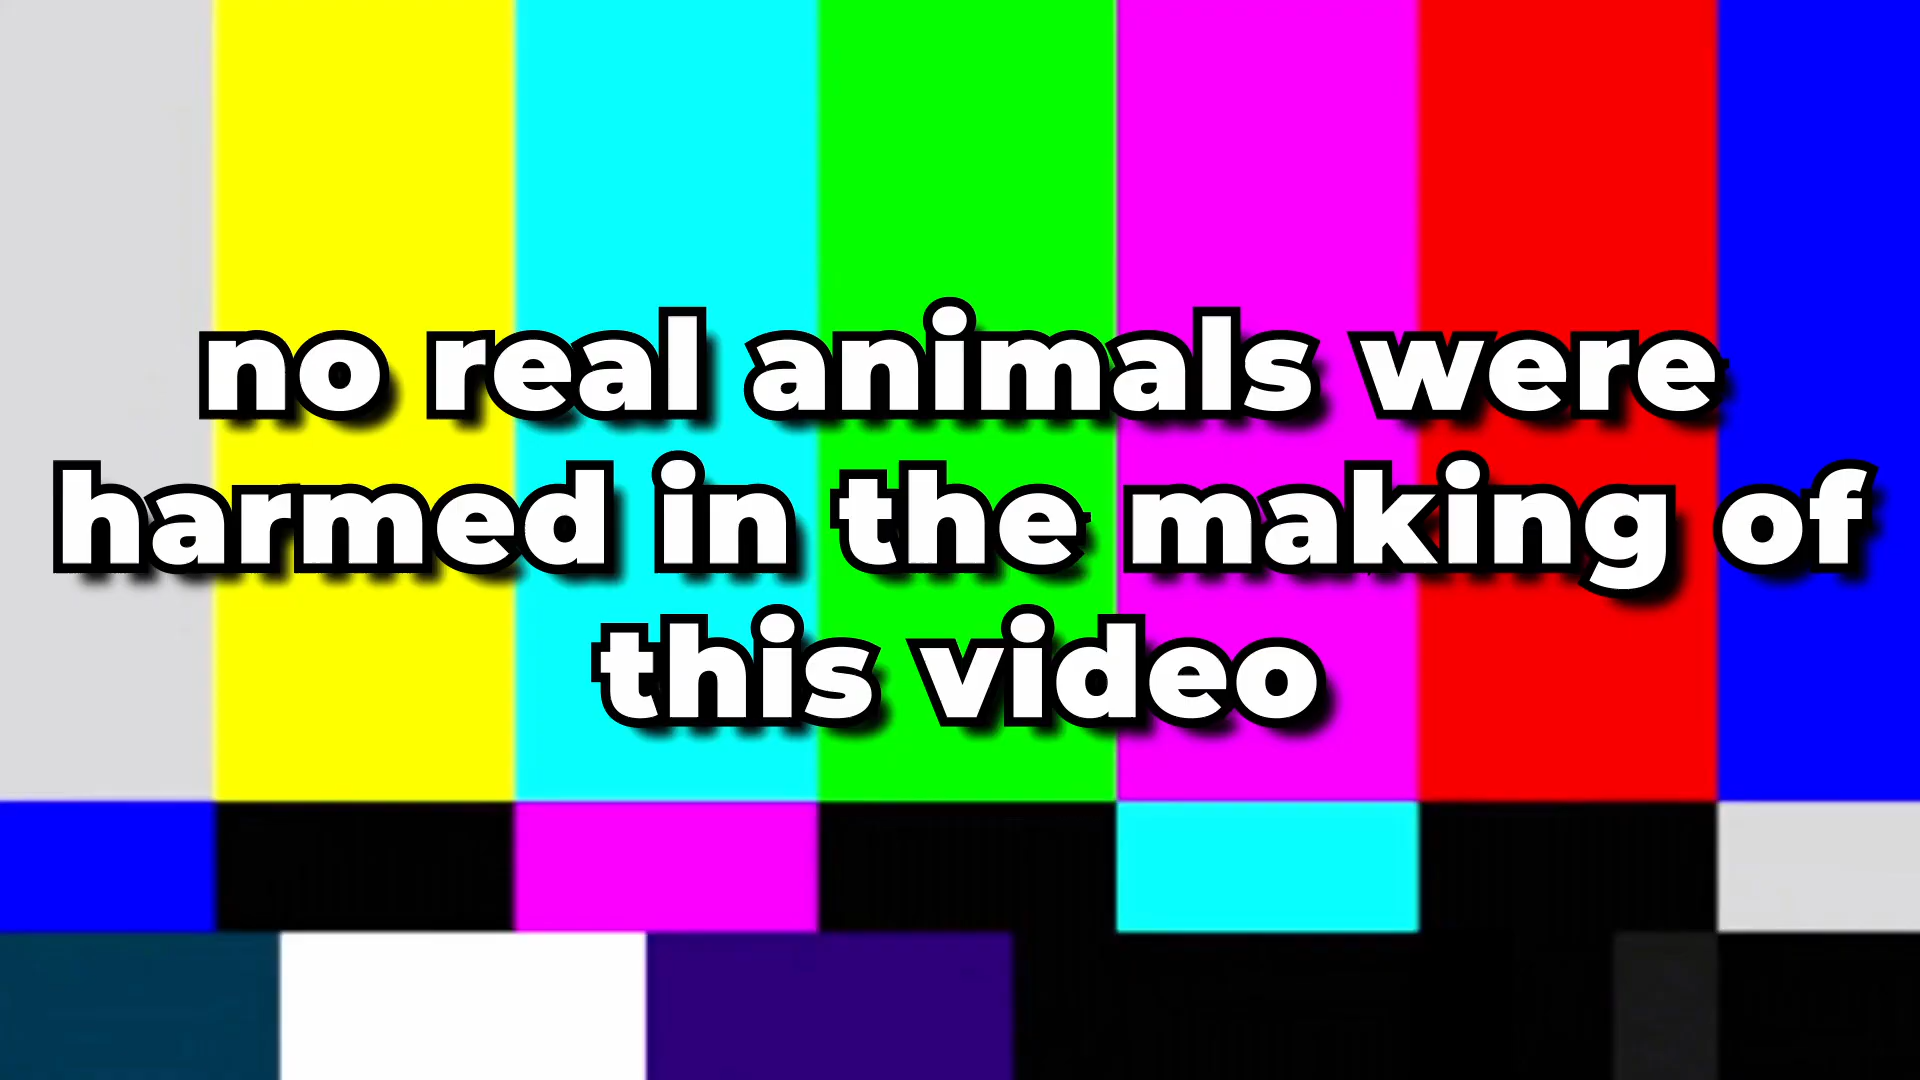 no real animals were
harmed in the making of
this video